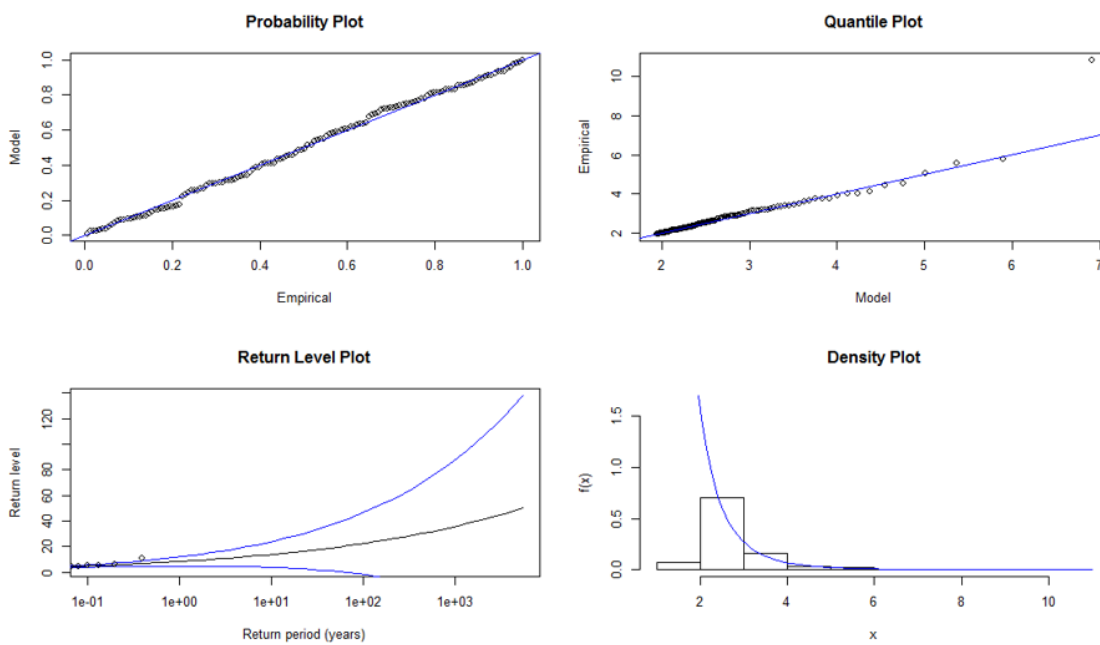 Probability Plot
Model
0.0 0.2 0.4 0.6 0.8 1.0
0.0 0.2 0.4 0.6 0.8 1.0
Empirical
Quantile Plot
Empirical
2 4 6 8 10
2 3 4 5 6 7
Model
Return Level Plot
Return level
0 20 40 60 80 120
1e-01 1e+00 1e+01 1e+02 1e+03
Return period (years)
Density Plot
f(x)
0.0 0.5 1.0 1.5
2 4 6 8 10
x